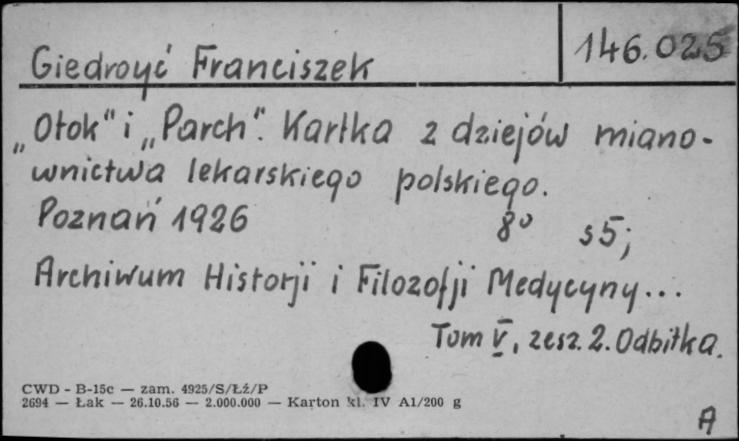 Giedroyć Franciszek
146.025
„Otok" i „Parch". Kartka z dziejów miano-
wnictwa lekarskiego polskiego.
Poznań 1926 8° s5;
Archiwum Historji i Filozofji Medycyny...
Tom V, zesz. 2. Odbitka.
CWD - B-15c — zam. 4925/S/Łź/P
2694 — Łak — 26.10.56 — 2.000.000 — Karton kl. IV A1/200 g
A